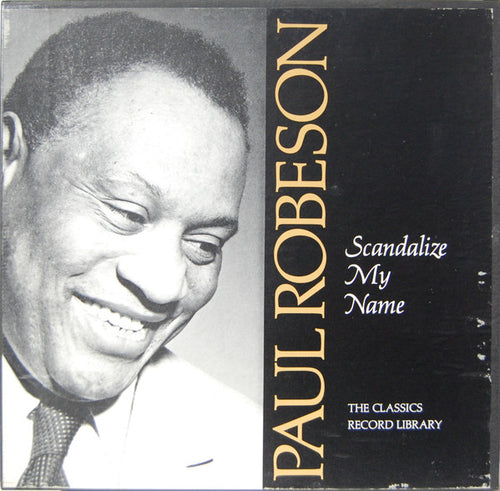 PAUL ROBESON
Scandalize
My
Name
THE CLASSICS
RECORD LIBRARY